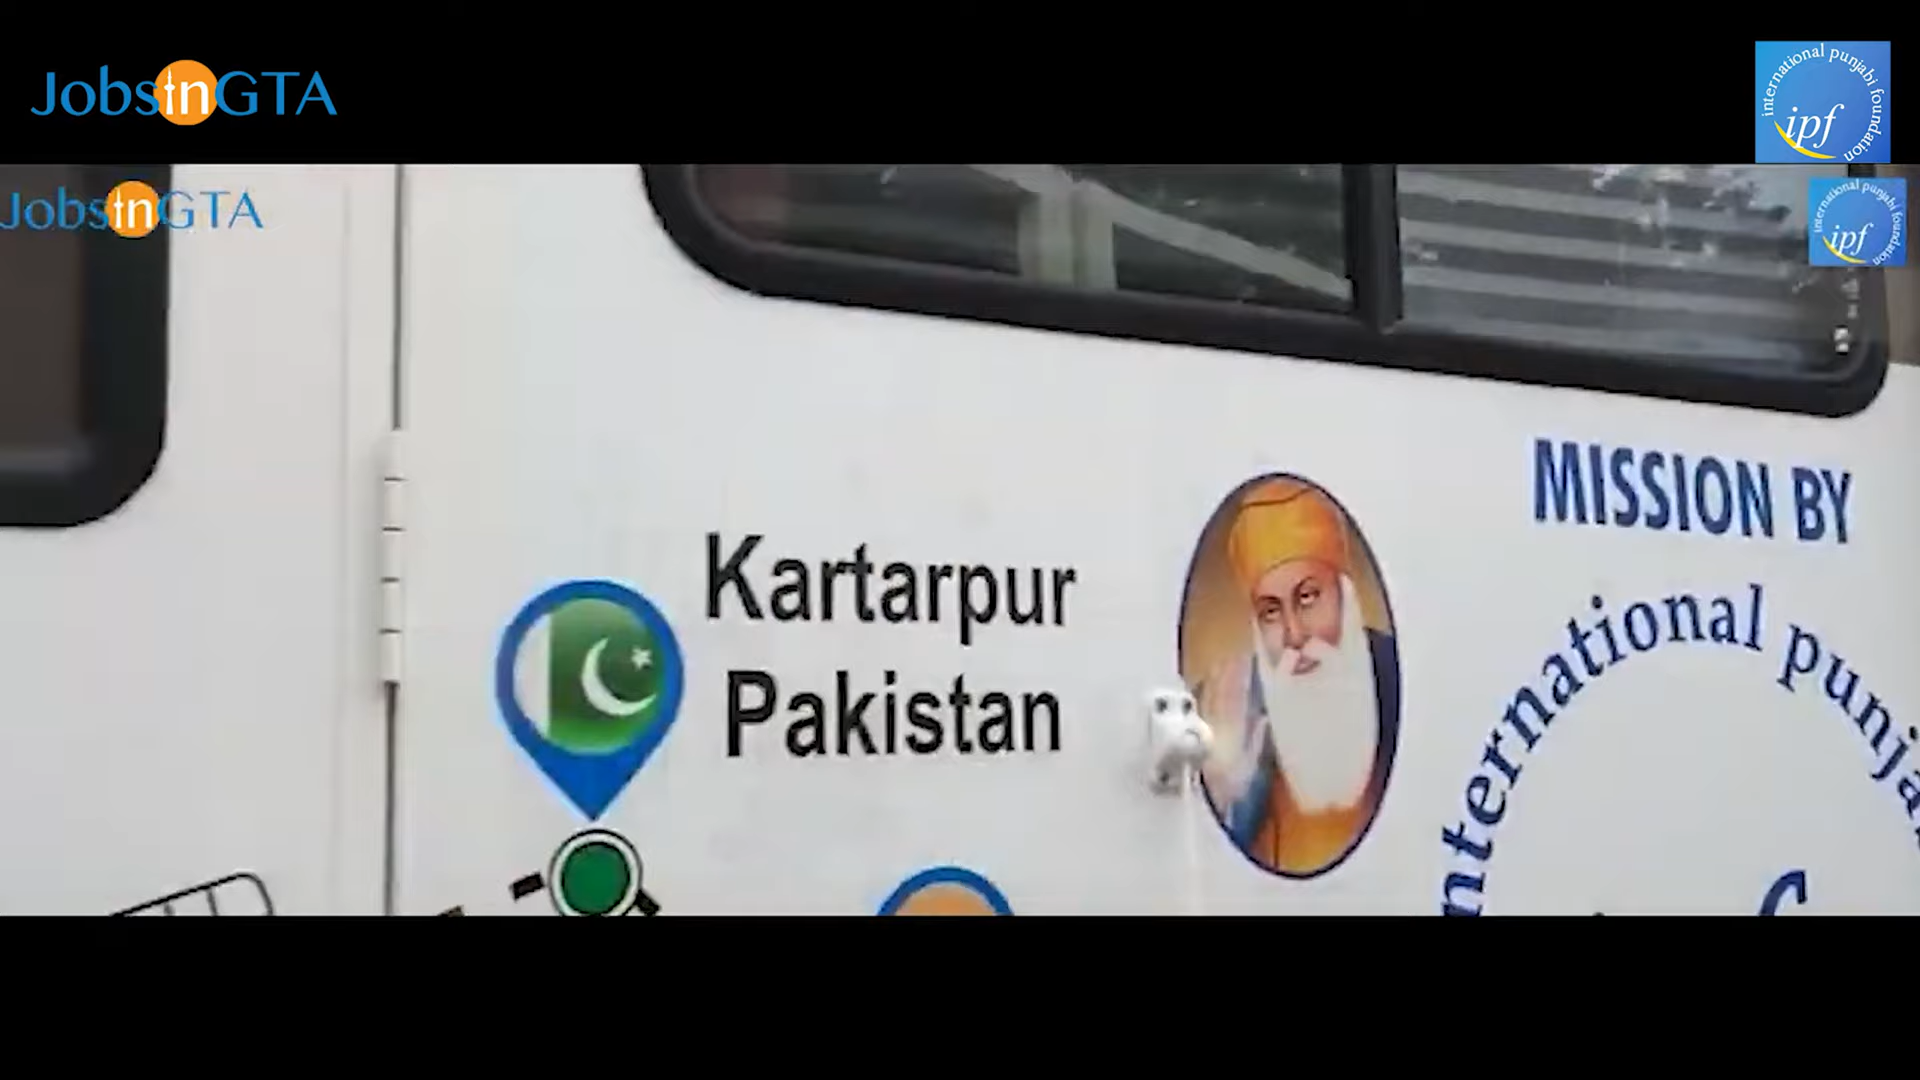 JobsinGTA
international punjabi foundation
ipf
JobsinGTA
international punjabi foundation
ipf
MISSION BY
Kartarpur
Pakistan
international punja